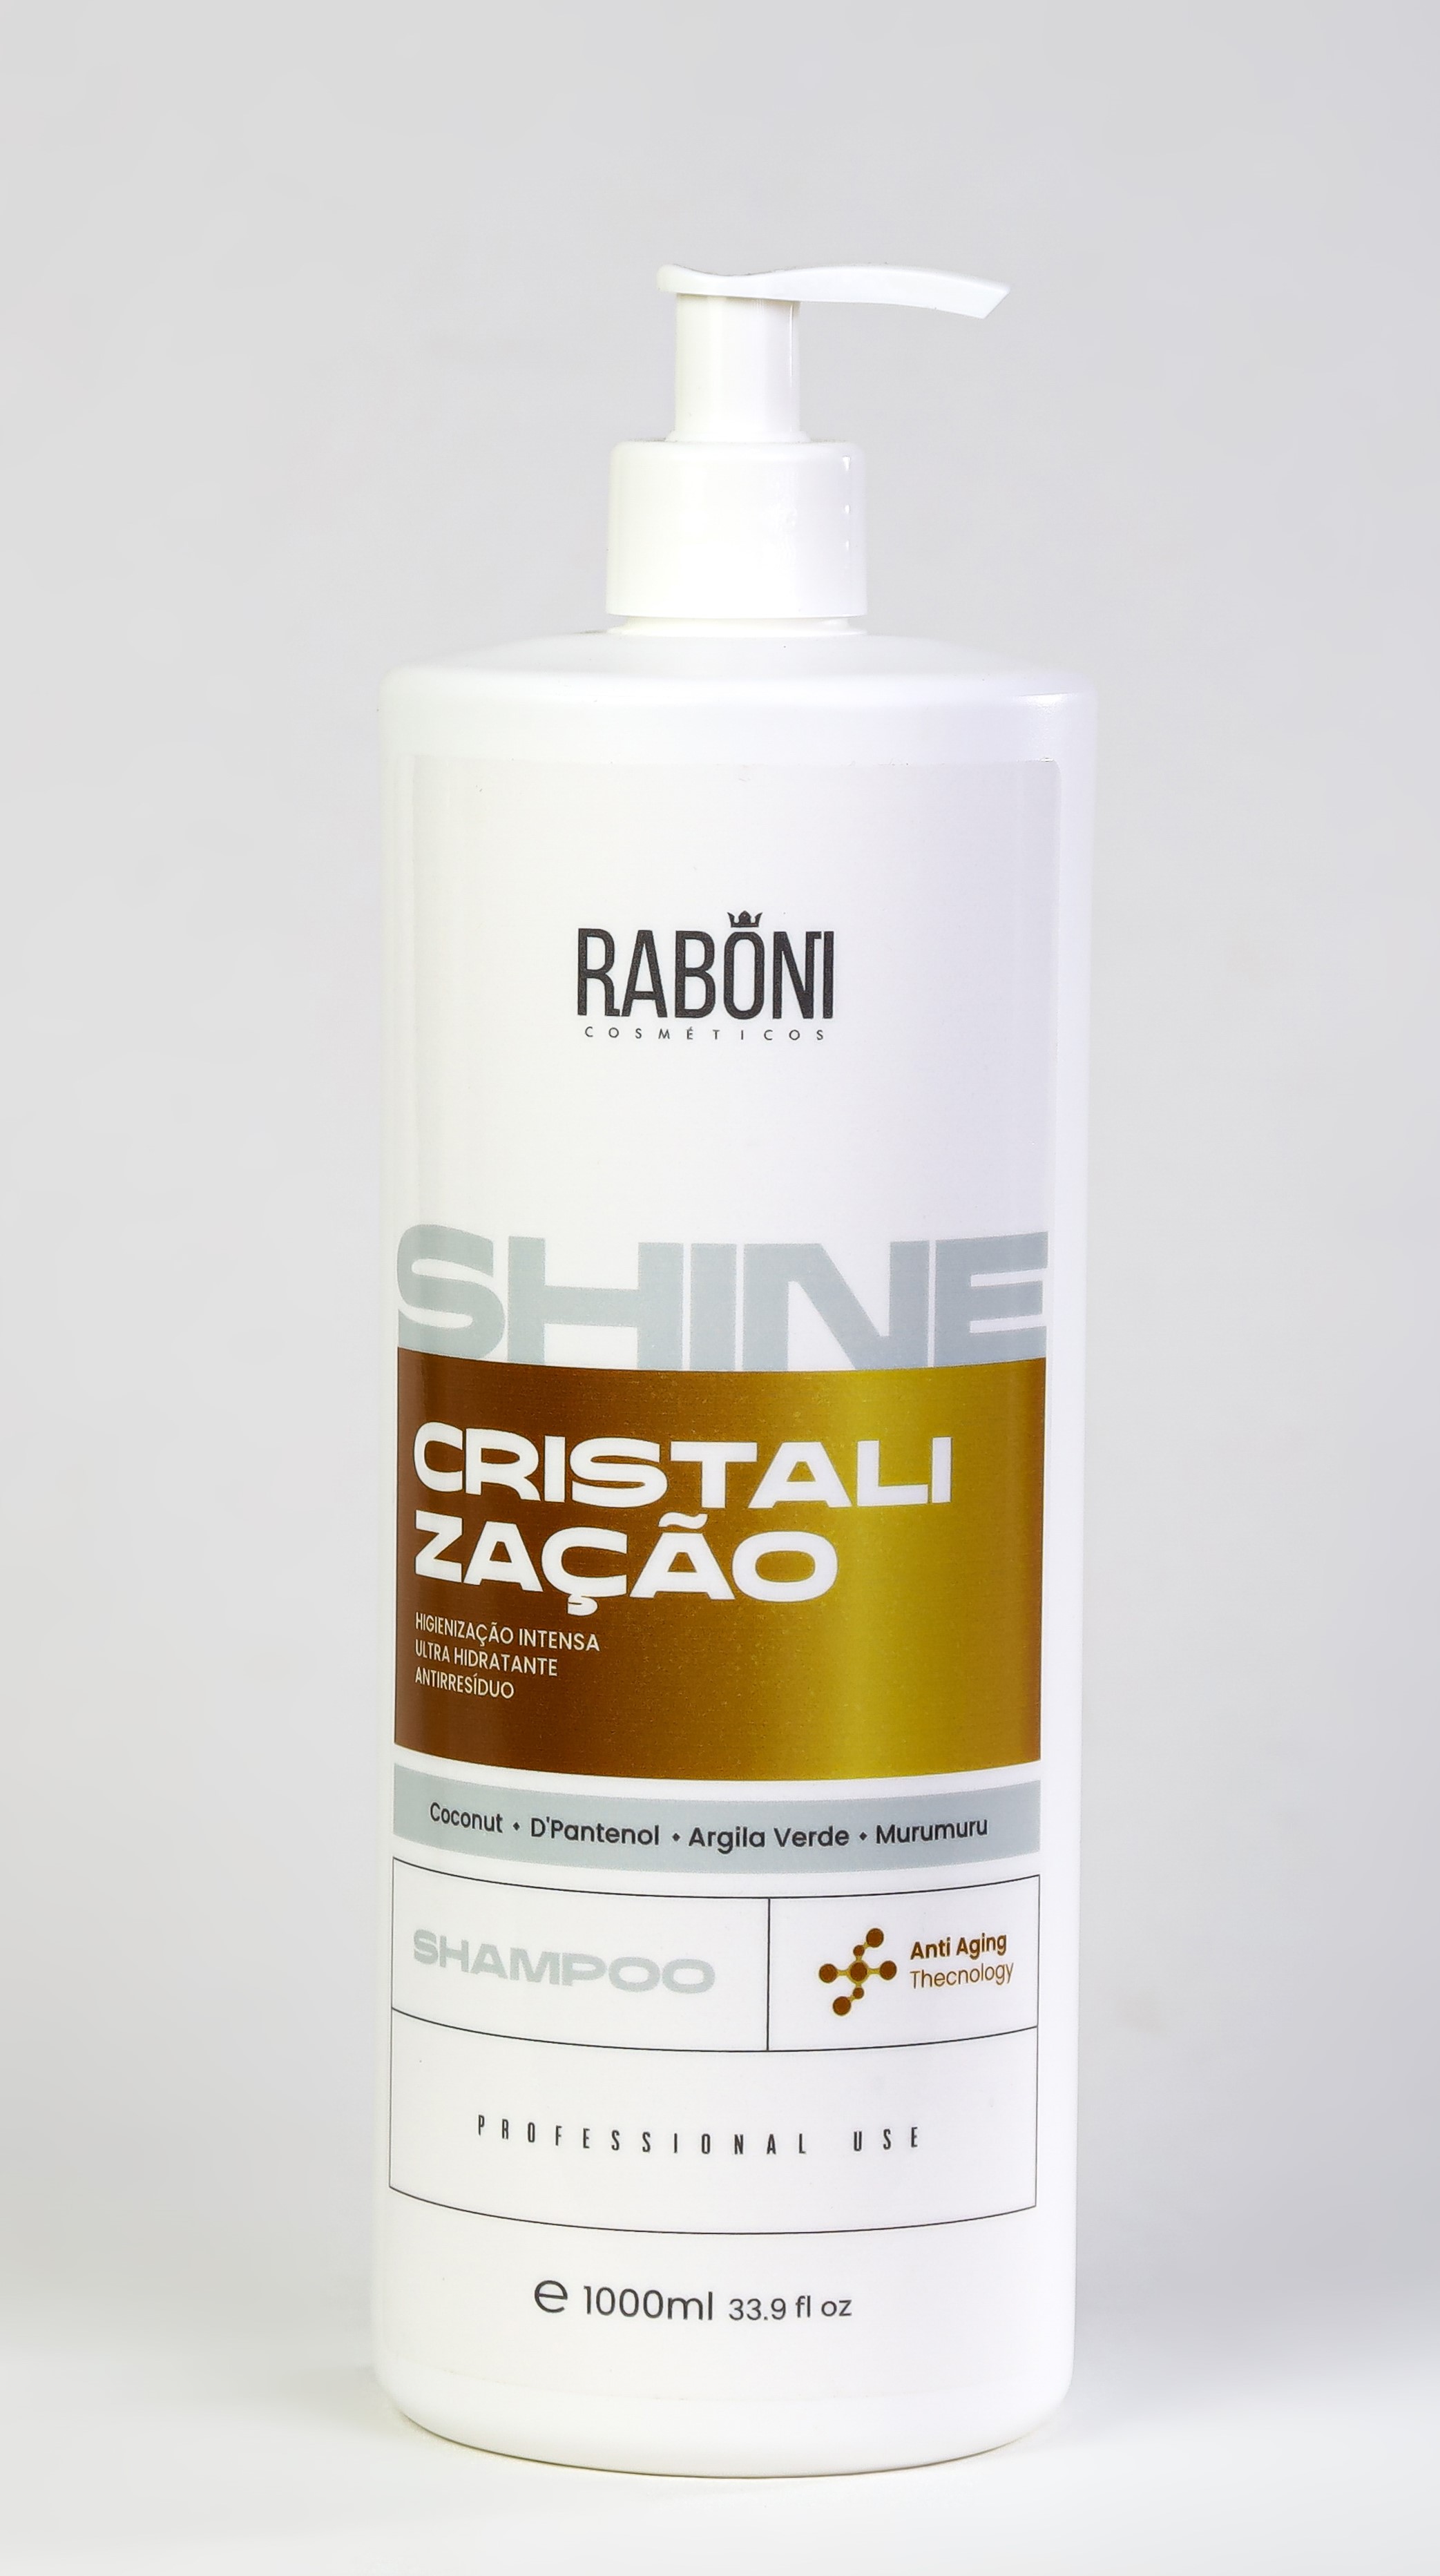 RABONI
COSMÉTICOS
SHINE
CRISTALI
ZAÇÃO
HIGIENIZAÇÃO INTENSA
ULTRA HIDRATANTE
ANTIRRESÍDUO
Coconut • D'Pantenol • Argila Verde • Murumuru
SHAMPOO
Anti Aging
Thecnology
PROFESSIONAL USE
℮ 1000ml 33.9 fl oz